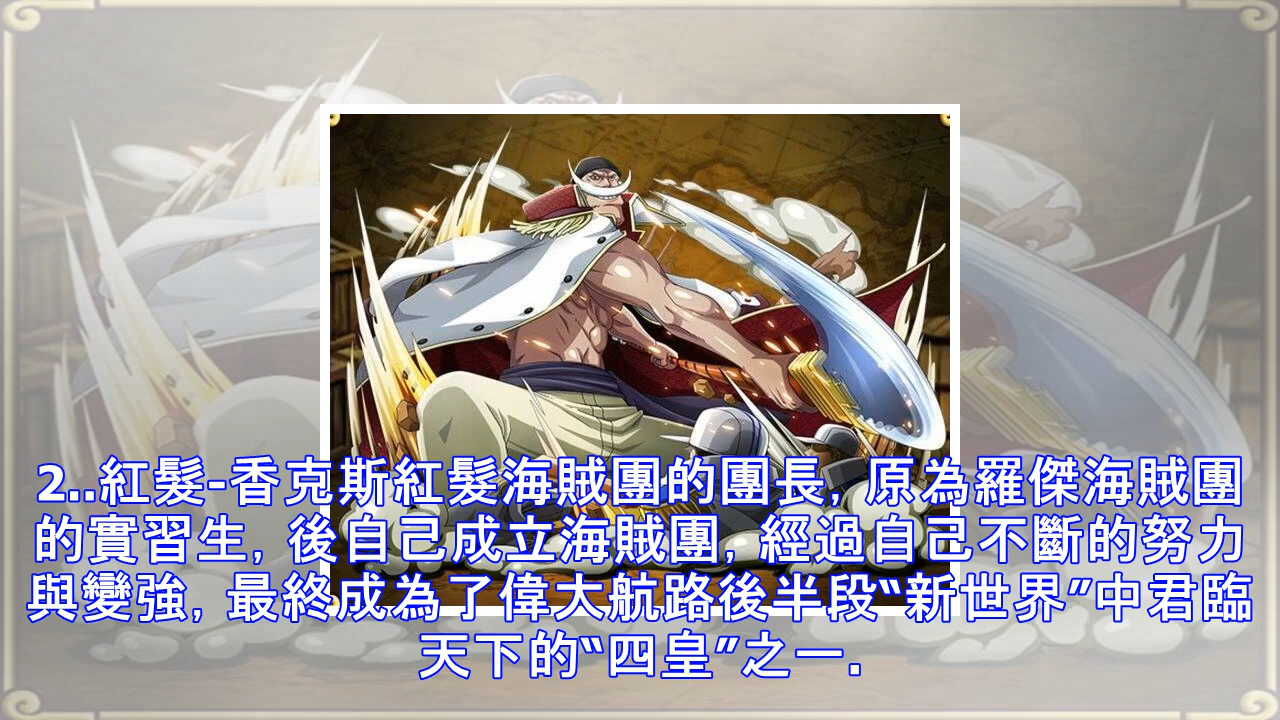 2..紅髮-香克斯紅髮海賊團的團長, 原為羅傑海賊團
的實習生, 後自己成立海賊團, 經過自己不斷的努力
與變強, 最終成為了偉大航路後半段“新世界”中君臨
天下的“四皇”之一.